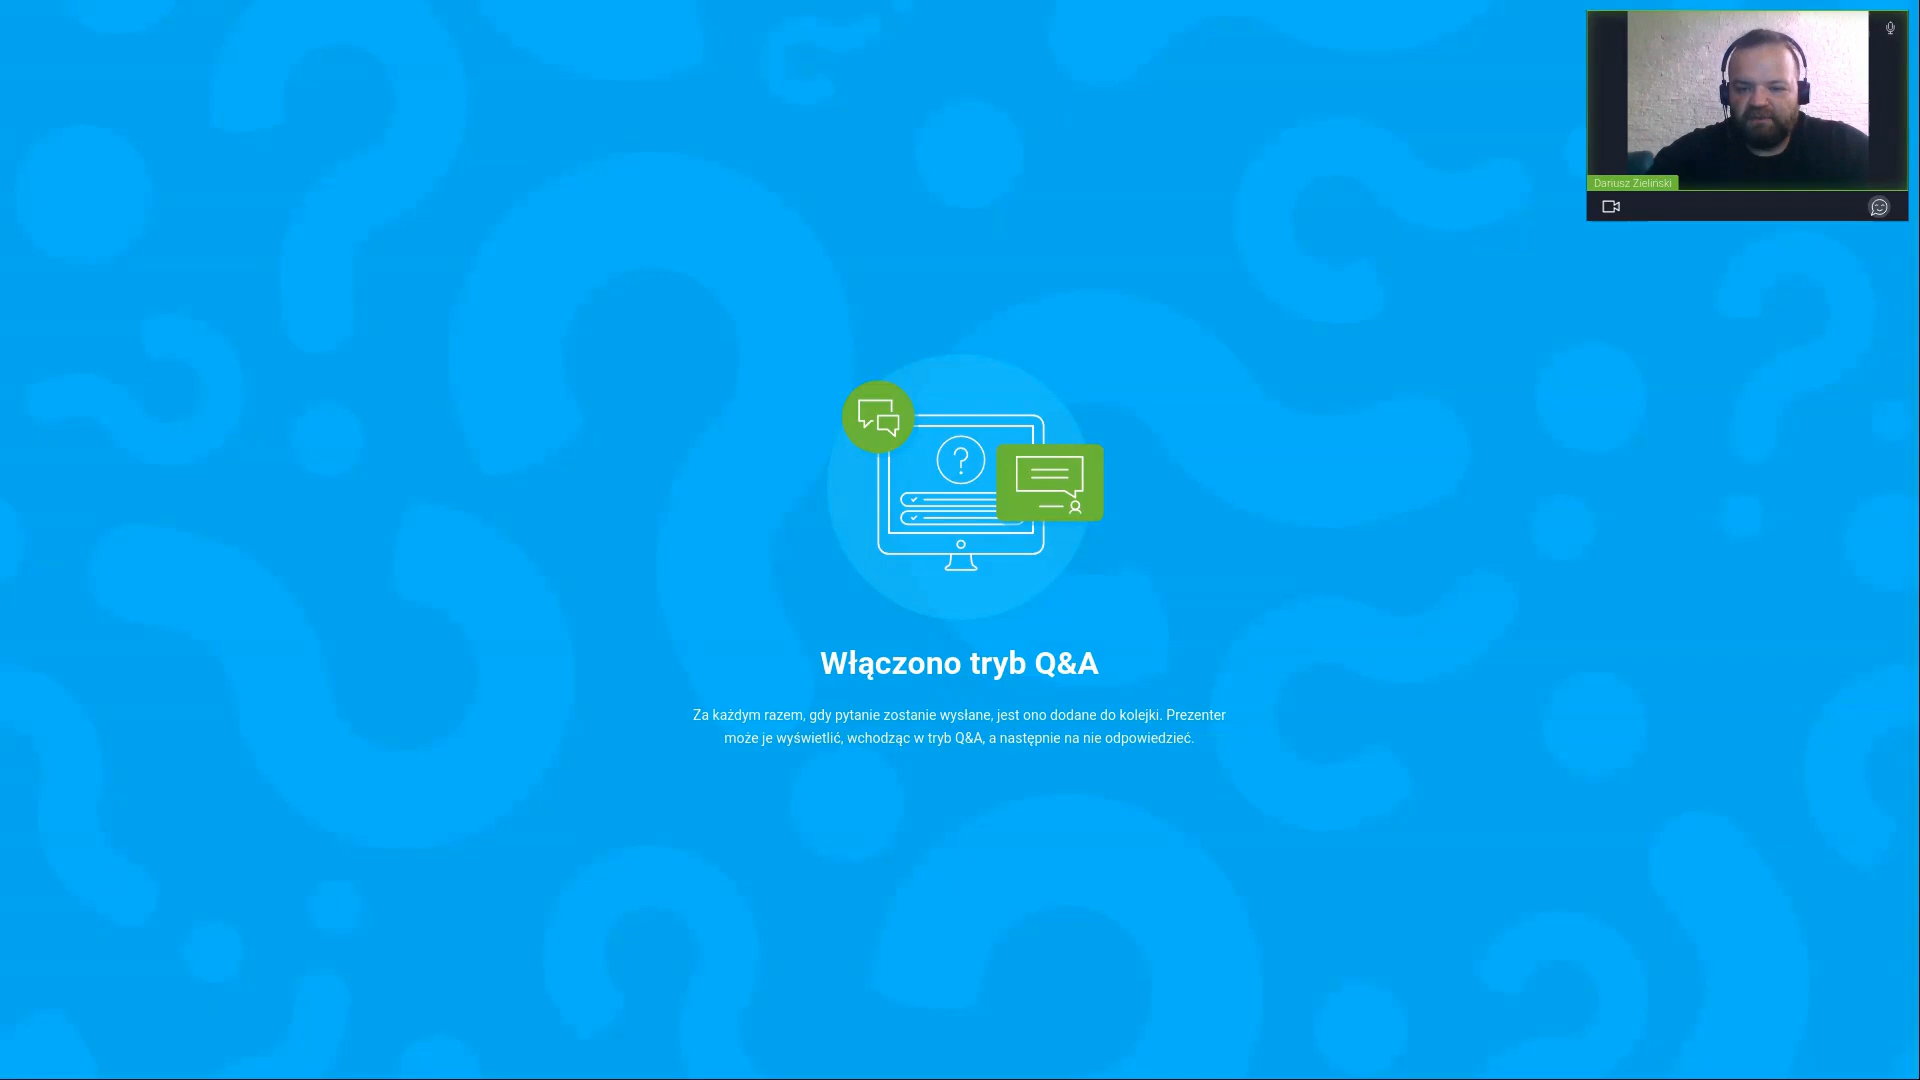 Dariusz Zieliński
Włączono tryb Q&A
Za każdym razem, gdy pytanie zostanie wysłane, jest ono dodane do kolejki. Prezenter
może je wyświetlić, wchodząc w tryb Q&A, a następnie na nie odpowiedzieć.